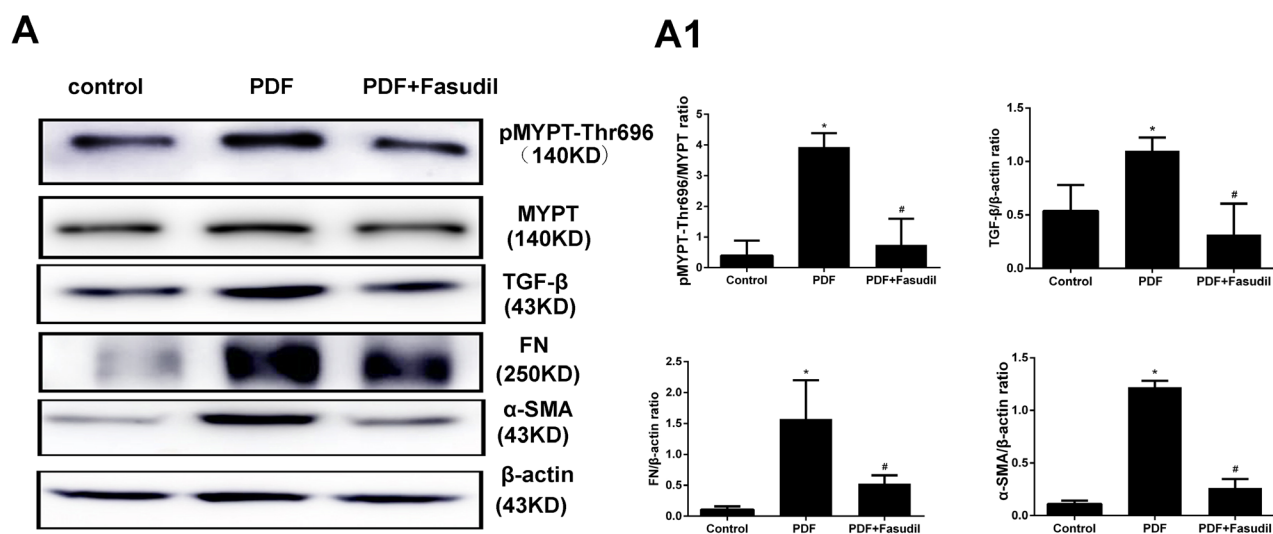 A
control PDF PDF+Fasudil
pMYPT-Thr696
（140KD）
MYPT
(140KD)
TGF-β
(43KD)
FN
(250KD)
α-SMA
(43KD)
β-actin
(43KD)
A1
pMYPT-Thr696/MYPT ratio
5
4
3
2
1
0
*
#
Control PDF PDF+Fasudil
TGF-β/β-actin ratio
1.5
1.0
0.5
0.0
*
#
Control PDF PDF+Fasudil
FN/β-actin ratio
2.5
2.0
1.5
1.0
0.5
0.0
*
#
Control PDF PDF+Fasudil
α-SMA/β-actin ratio
1.5
1.0
0.5
0.0
*
#
Control PDF PDF+Fasudil